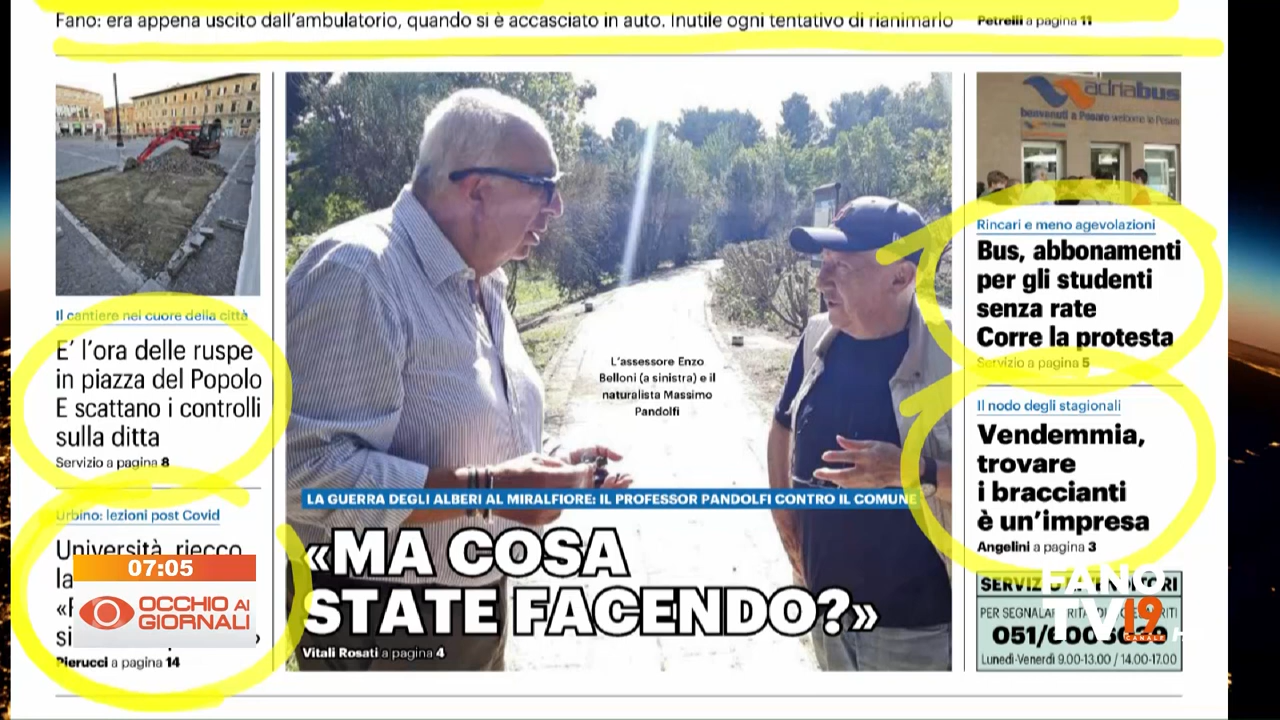 Fano: era appena uscito dall'ambulatorio, quando si è accasciato in auto. Inutile ogni tentativo di rianimarlo
Petrelli a pagina 11
Il cantiere nel cuore della città
E' l'ora delle ruspe
in piazza del Popolo
E scattano i controlli
sulla ditta
Servizio a pagina 8
Urbino: lezioni post Covid
Università, riecco
la
si
»
Pierucci a pagina 14
07:05
OCCHIO AI
GIORNALI
L'assessore Enzo
Belloni (a sinistra) e il
naturalista Massimo
Pandolfi
LA GUERRA DEGLI ALBERI AL MIRALFIORE: IL PROFESSOR PANDOLFI CONTRO IL COMUNE
«MA COSA
STATE FACENDO?»
Vitali Rosati a pagina 4
adriabus
benvenuti a Pesaro welcome to Pesaro
Rincari e meno agevolazioni
Bus, abbonamenti
per gli studenti
senza rate
Corre la protesta
Servizio a pagina 5
Il nodo degli stagionali
Vendemmia,
trovare
i braccianti
è un'impresa
Angelini a pagina 3
FANO
TV 19
CANALE
Lunedì-Venerdì 9.00-13.00 / 14.00-17.00